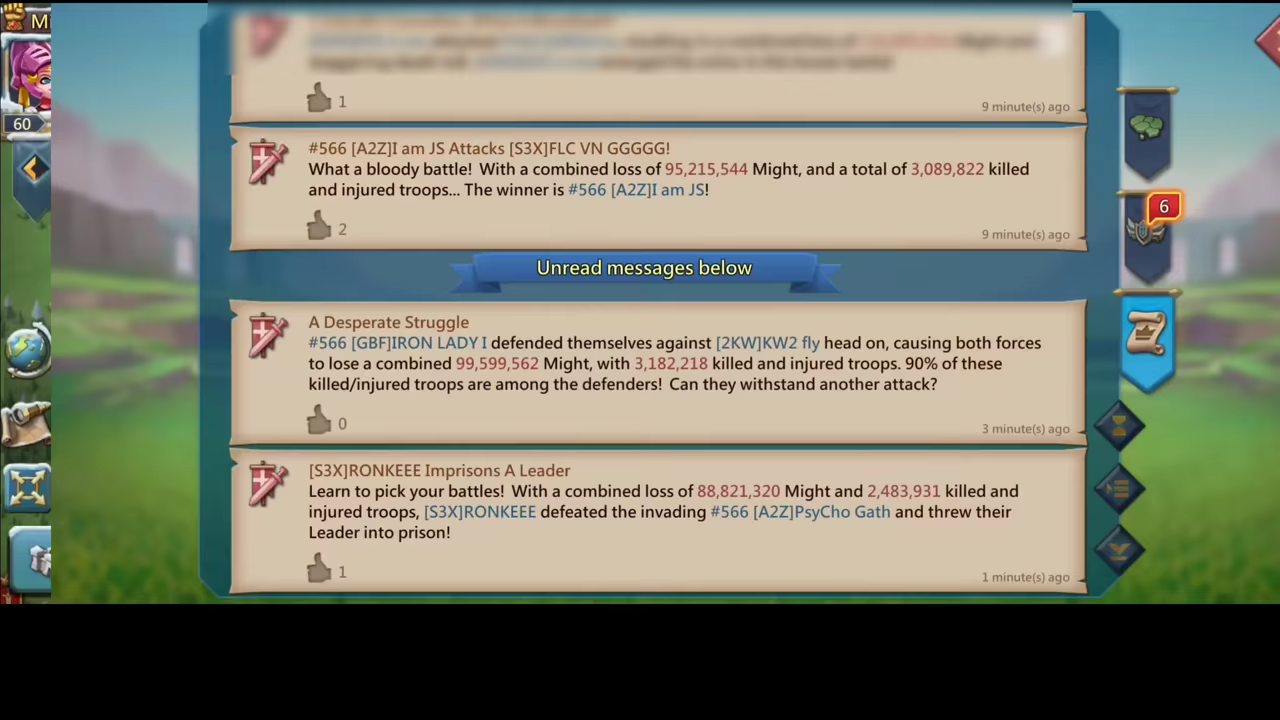 M
60
1
9 minute(s) ago
#566 [A2Z]I am JS Attacks [S3X]FLC VN GGGGG!
What a bloody battle! With a combined loss of 95,215,544 Might, and a total of 3,089,822 killed
and injured troops... The winner is #566 [A2Z]I am JS!
2
9 minute(s) ago
6
Unread messages below
A Desperate Struggle
#566 [GBF]IRON LADY I defended themselves against [2KW]KW2 fly head on, causing both forces
to lose a combined 99,599,562 Might, with 3,182,218 killed and injured troops. 90% of these
killed/injured troops are among the defenders! Can they withstand another attack?
0
3 minute(s) ago
[S3X]RONKEEE Imprisons A Leader
Learn to pick your battles! With a combined loss of 88,821,320 Might and 2,483,931 killed and
injured troops, [S3X]RONKEEE defeated the invading #566 [A2Z]PsyCho Gath and threw their
Leader into prison!
1
1 minute(s) ago